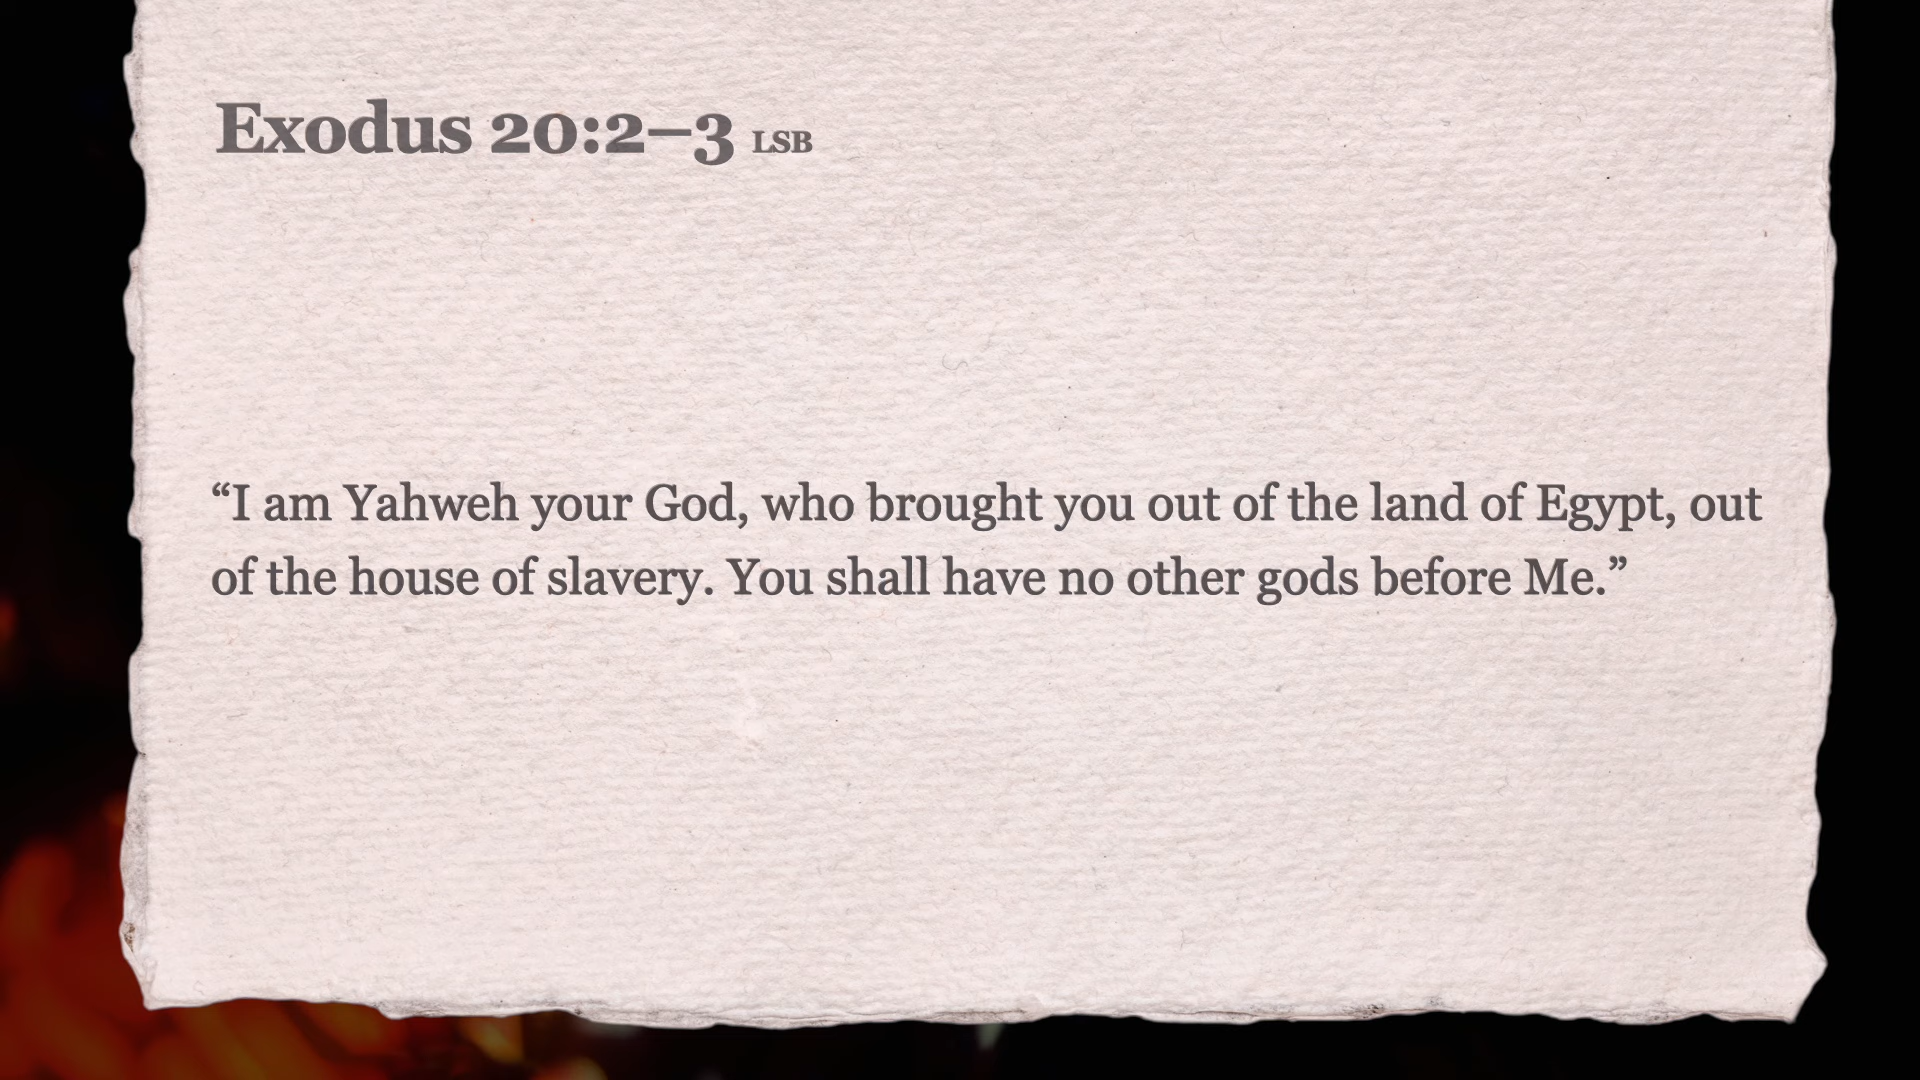 Exodus 20:2–3 LSB
“I am Yahweh your God, who brought you out of the land of Egypt, out
of the house of slavery. You shall have no other gods before Me.”